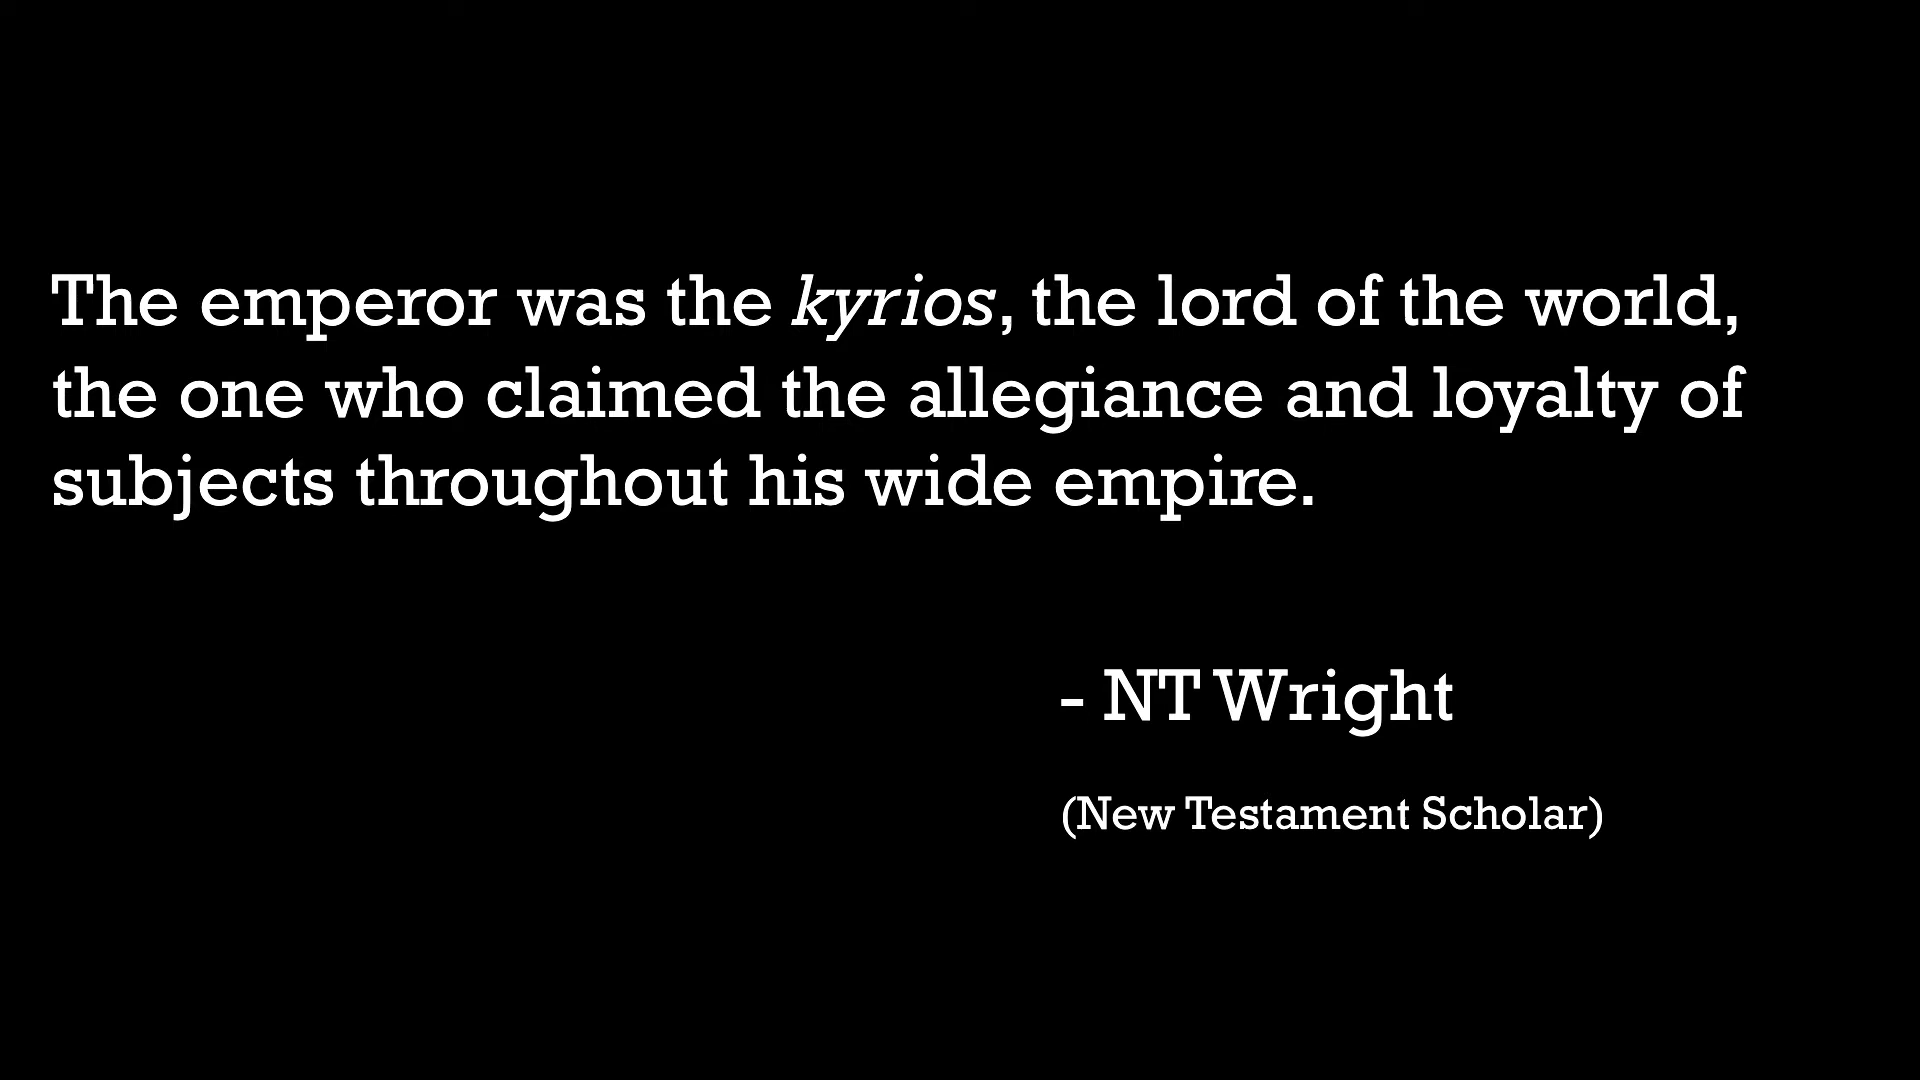 The emperor was the kyrios, the lord of the world,
the one who claimed the allegiance and loyalty of
subjects throughout his wide empire.
- NT Wright
(New Testament Scholar)